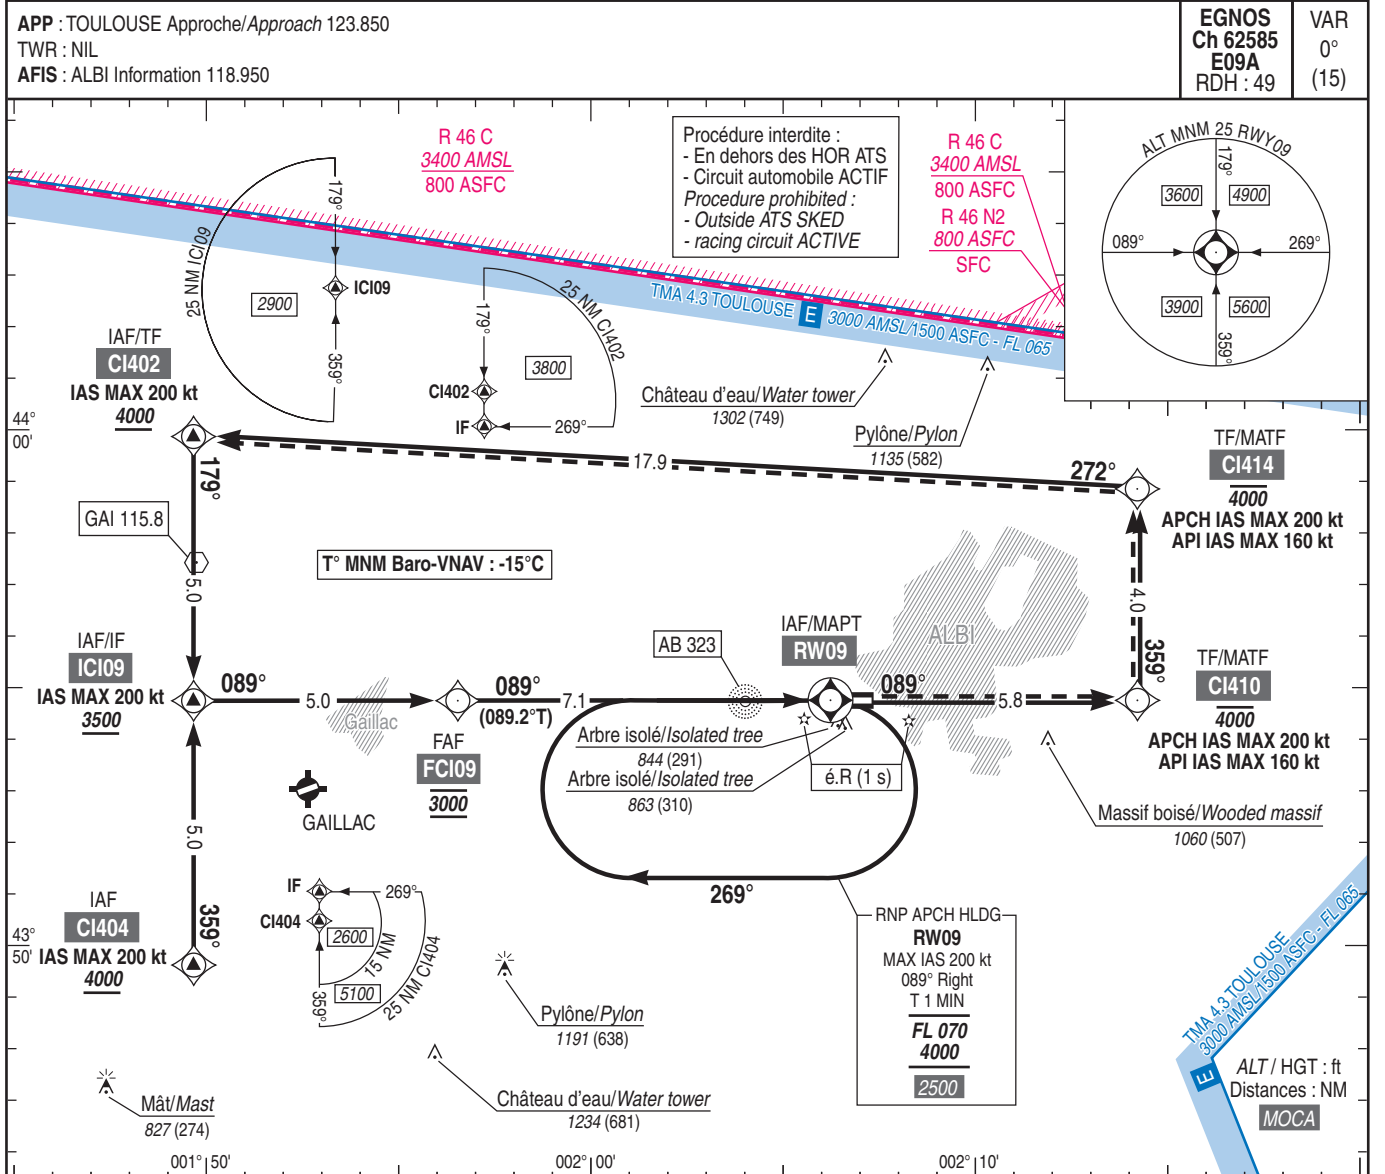 APP : TOULOUSE Approche/Approach 123.850
TWR : NIL
AFIS : ALBI Information 118.950
EGNOS
Ch 62585
E09A
RDH : 49
VAR
0°
(15)
R 46 C
3400 AMSL
800 ASFC
Procédure interdite :
- En dehors des HOR ATS
- Circuit automobile ACTIF
Procedure prohibited :
- Outside ATS SKED
- racing circuit ACTIVE
R 46 C
3400 AMSL
800 ASFC
R 46 N2
800 ASFC
SFC
ALT MNM 25 RWY09
179°
3600
4900
089°
269°
3900
5600
359°
25 NM ICI09
179°
ICI09
2900
359°
25 NM CI402
179°
3800
CI402
IF
269°
TMA 4.3 TOULOUSE E 3000 AMSL/1500 ASFC - FL 065
IAF/TF
CI402
IAS MAX 200 kt
4000
44°
00'
Château d'eau/Water tower
1302 (749)
Pylône/Pylon
1135 (582)
TF/MATF
CI414
4000
APCH IAS MAX 200 kt
API IAS MAX 160 kt
179°
17.9
272°
GAI 115.8
T° MNM Baro-VNAV : -15°C
5.0
4.0
359°
ALBI
IAF/IF
ICI09
IAS MAX 200 kt
3500
AB 323
IAF/MAPT
RW09
TF/MATF
CI410
4000
APCH IAS MAX 200 kt
API IAS MAX 160 kt
089°
5.0
Gaillac
089°
(089.2°T)
7.1
089°
5.8
FAF
FCI09
3000
Arbre isolé/Isolated tree
844 (291)
Arbre isolé/Isolated tree
863 (310)
é.R (1 s)
GAILLAC
Massif boisé/Wooded massif
1060 (507)
5.0
359°
269°
IAF
CI404
IAS MAX 200 kt
4000
43°
50'
IF
269°
CI404
2600
15 NM
5100
25 NM CI404
359°
RNP APCH HLDG
RW09
MAX IAS 200 kt
089° Right
T 1 MIN
FL 070
4000
2500
Pylône/Pylon
1191 (638)
Château d'eau/Water tower
1234 (681)
Mât/Mast
827 (274)
TMA 4.3 TOULOUSE
3000 AMSL/1500 ASFC - FL 065
E
ALT / HGT : ft
Distances : NM
MOCA
001° 50'
002° 00'
002° 10'